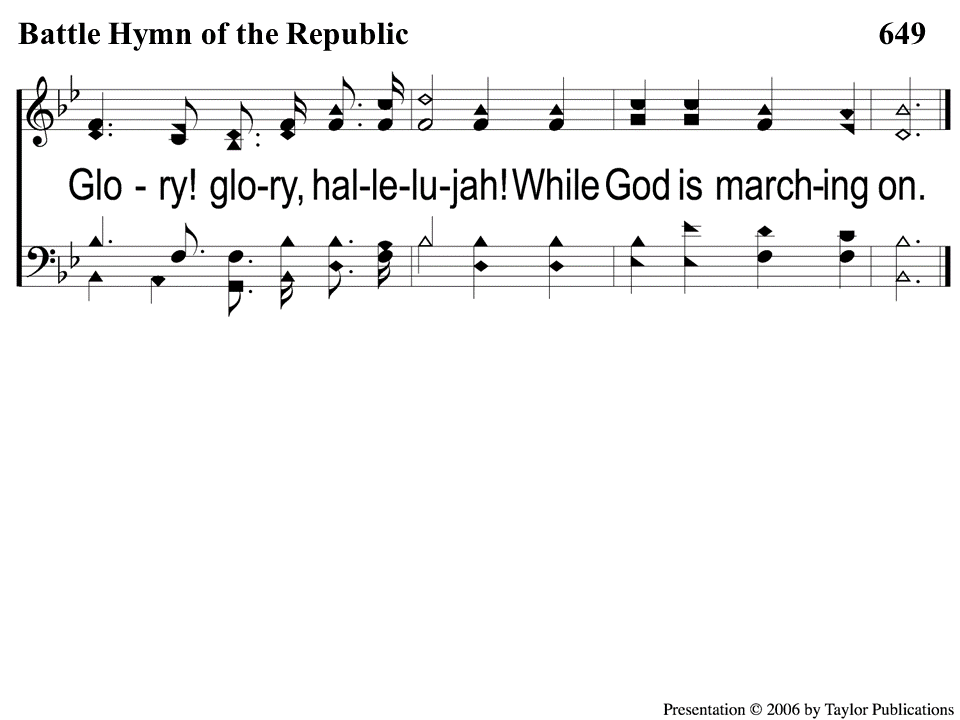 Battle Hymn of the Republic 649
Glo - ry! glo-ry, hal-le-lu-jah! While God is march-ing on.
Presentation © 2006 by Taylor Publications